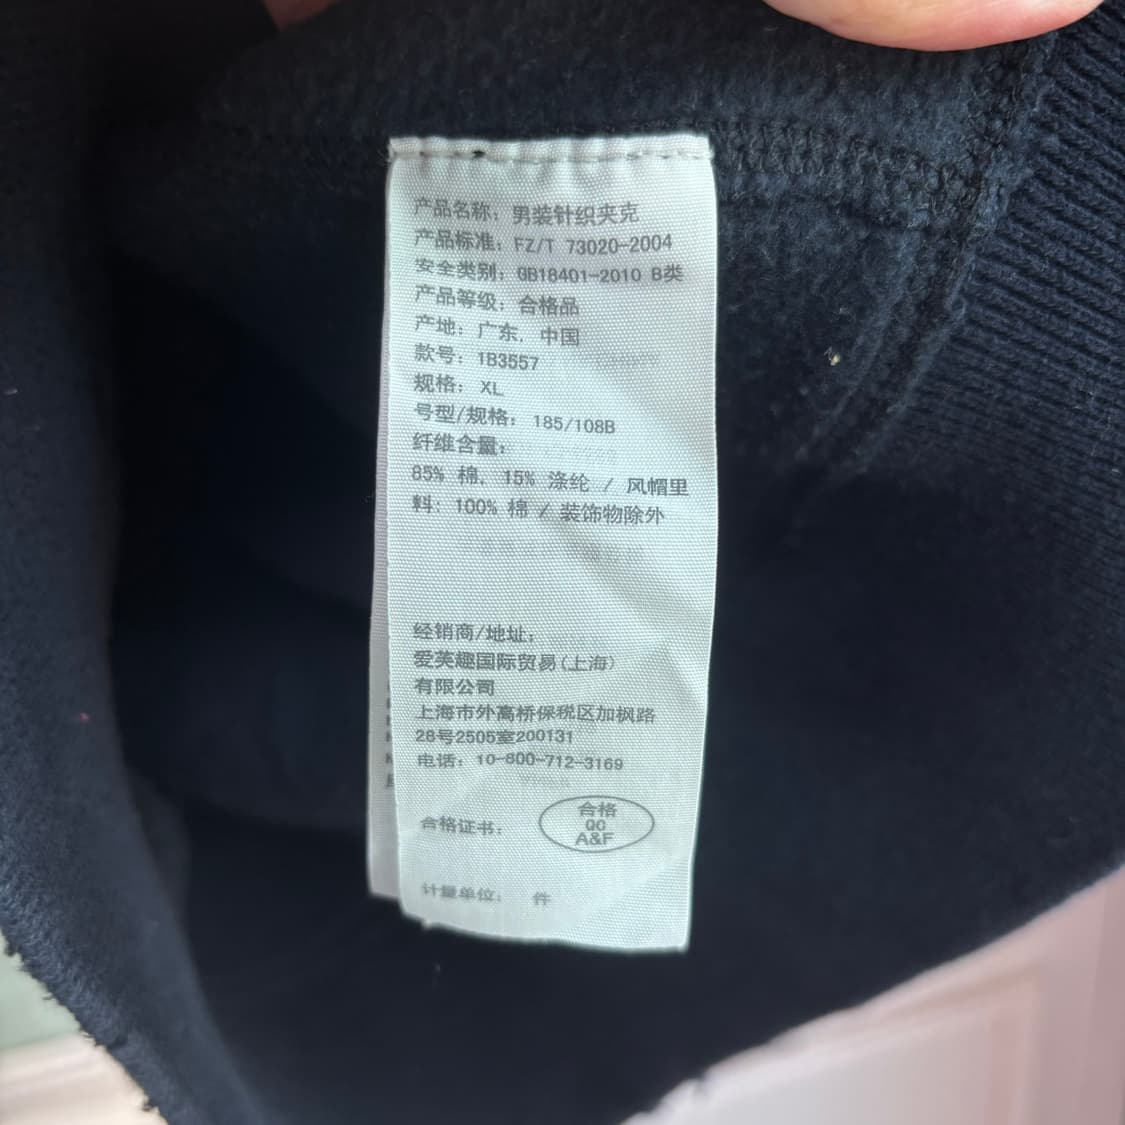 产品名称: 男装针织夹克
产品标准: FZ/T 73020-2004
安全类别: GB18401-2010 B类
产品等级: 合格品
产地: 广东, 中国
款号: 1B3557
规格: XL
号型/规格: 185/108B
纤维含量:
85% 棉, 15% 涤纶 / 风帽里
料: 100% 棉 / 装饰物除外
经销商/地址:
爱芙趣国际贸易(上海)
有限公司
上海市外高桥保税区加枫路
28号2505室200131
电话: 10-800-712-3169
合格证书:
合格
QC
A&F
计量单位: 件